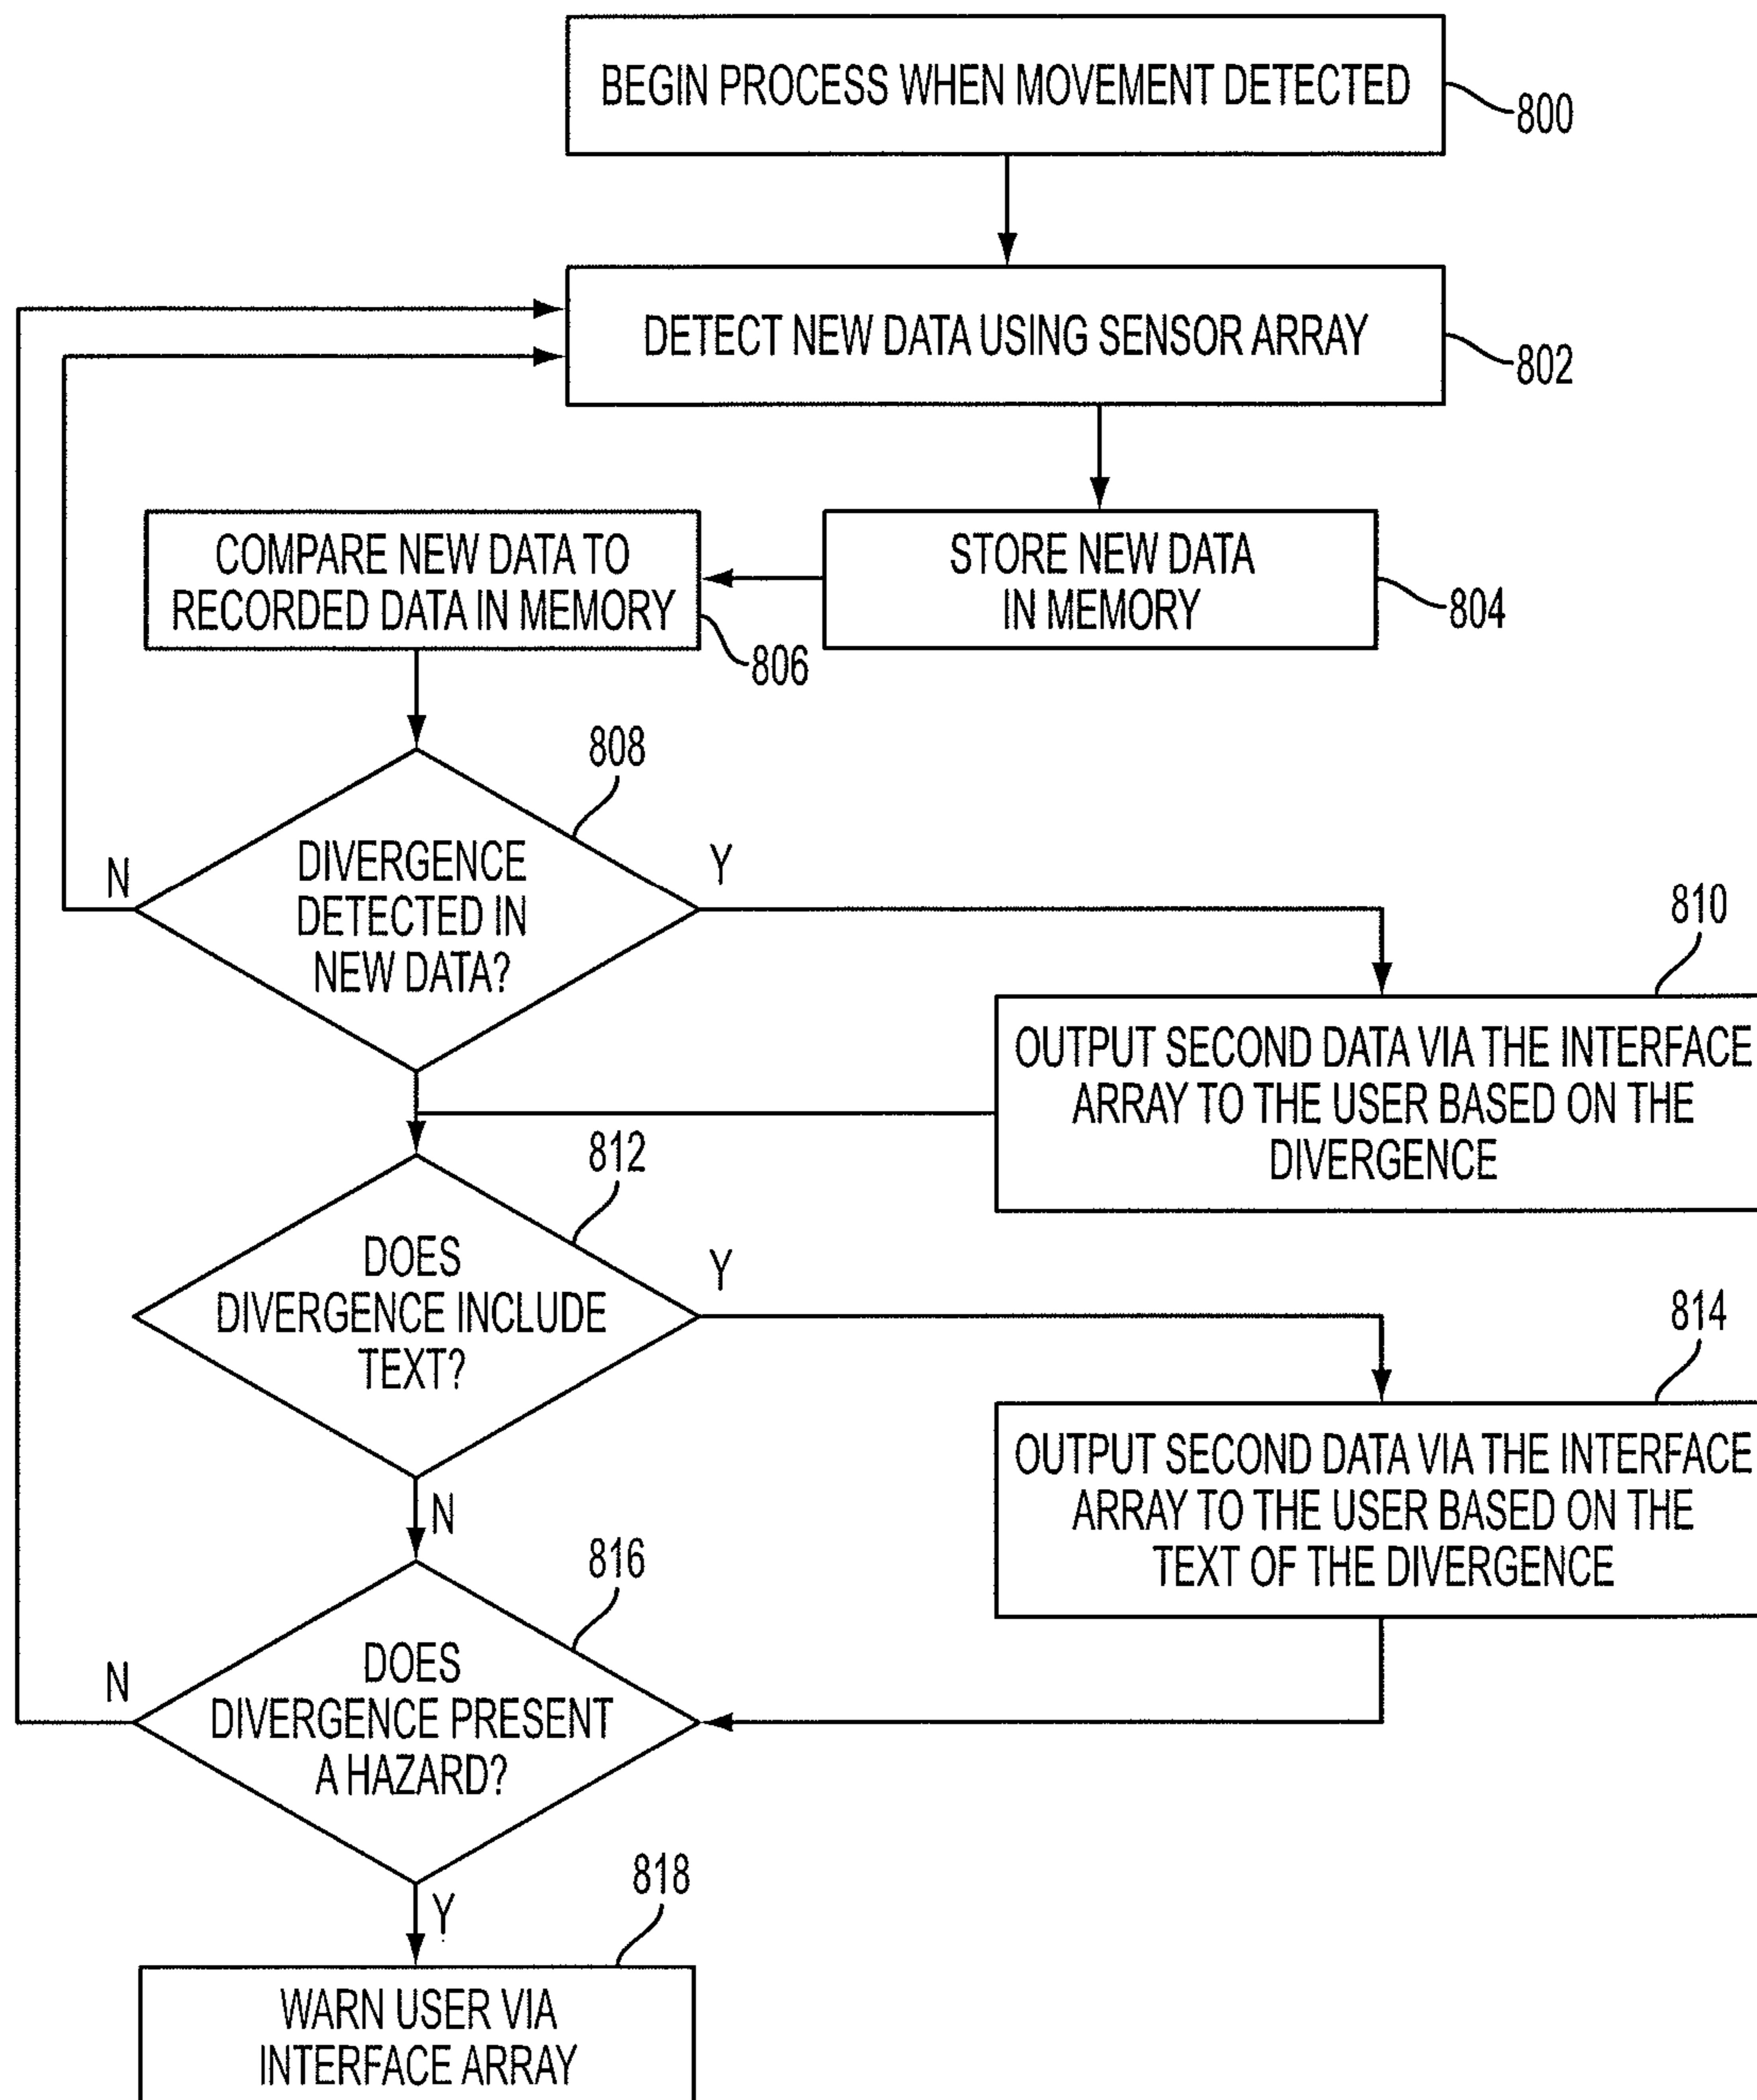 BEGIN PROCESS WHEN MOVEMENT DETECTED
800
DETECT NEW DATA USING SENSOR ARRAY
802
COMPARE NEW DATA TO
RECORDED DATA IN MEMORY
806
STORE NEW DATA
IN MEMORY
804
808
DIVERGENCE
DETECTED IN
NEW DATA?
N
Y
810
OUTPUT SECOND DATA VIA THE INTERFACE
ARRAY TO THE USER BASED ON THE
DIVERGENCE
812
DOES
DIVERGENCE INCLUDE
TEXT?
Y
N
814
OUTPUT SECOND DATA VIA THE INTERFACE
ARRAY TO THE USER BASED ON THE
TEXT OF THE DIVERGENCE
816
DOES
DIVERGENCE PRESENT
A HAZARD?
N
Y
818
WARN USER VIA
INTERFACE ARRAY